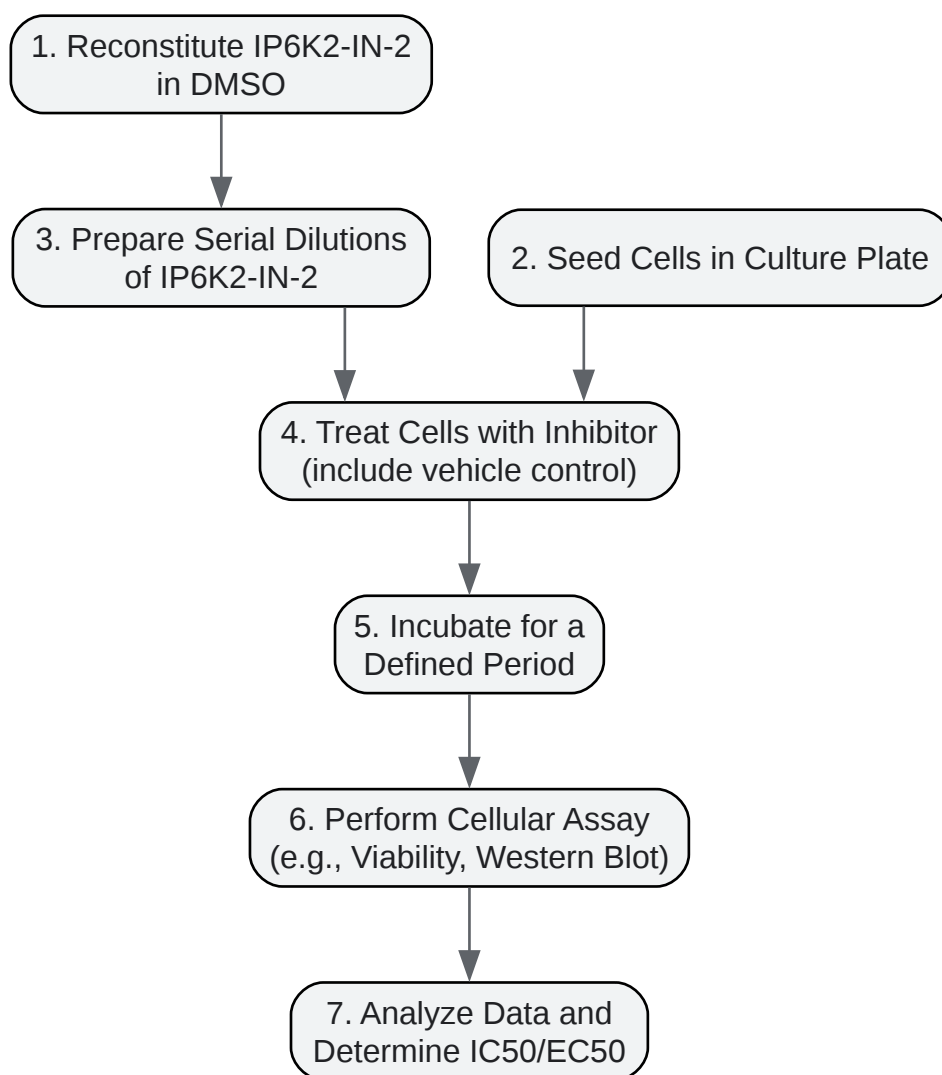 1. Reconstitute IP6K2-IN-2
in DMSO
3. Prepare Serial Dilutions
of IP6K2-IN-2
2. Seed Cells in Culture Plate
4. Treat Cells with Inhibitor
(include vehicle control)
5. Incubate for a
Defined Period
6. Perform Cellular Assay
(e.g., Viability, Western Blot)
7. Analyze Data and
Determine IC50/EC50